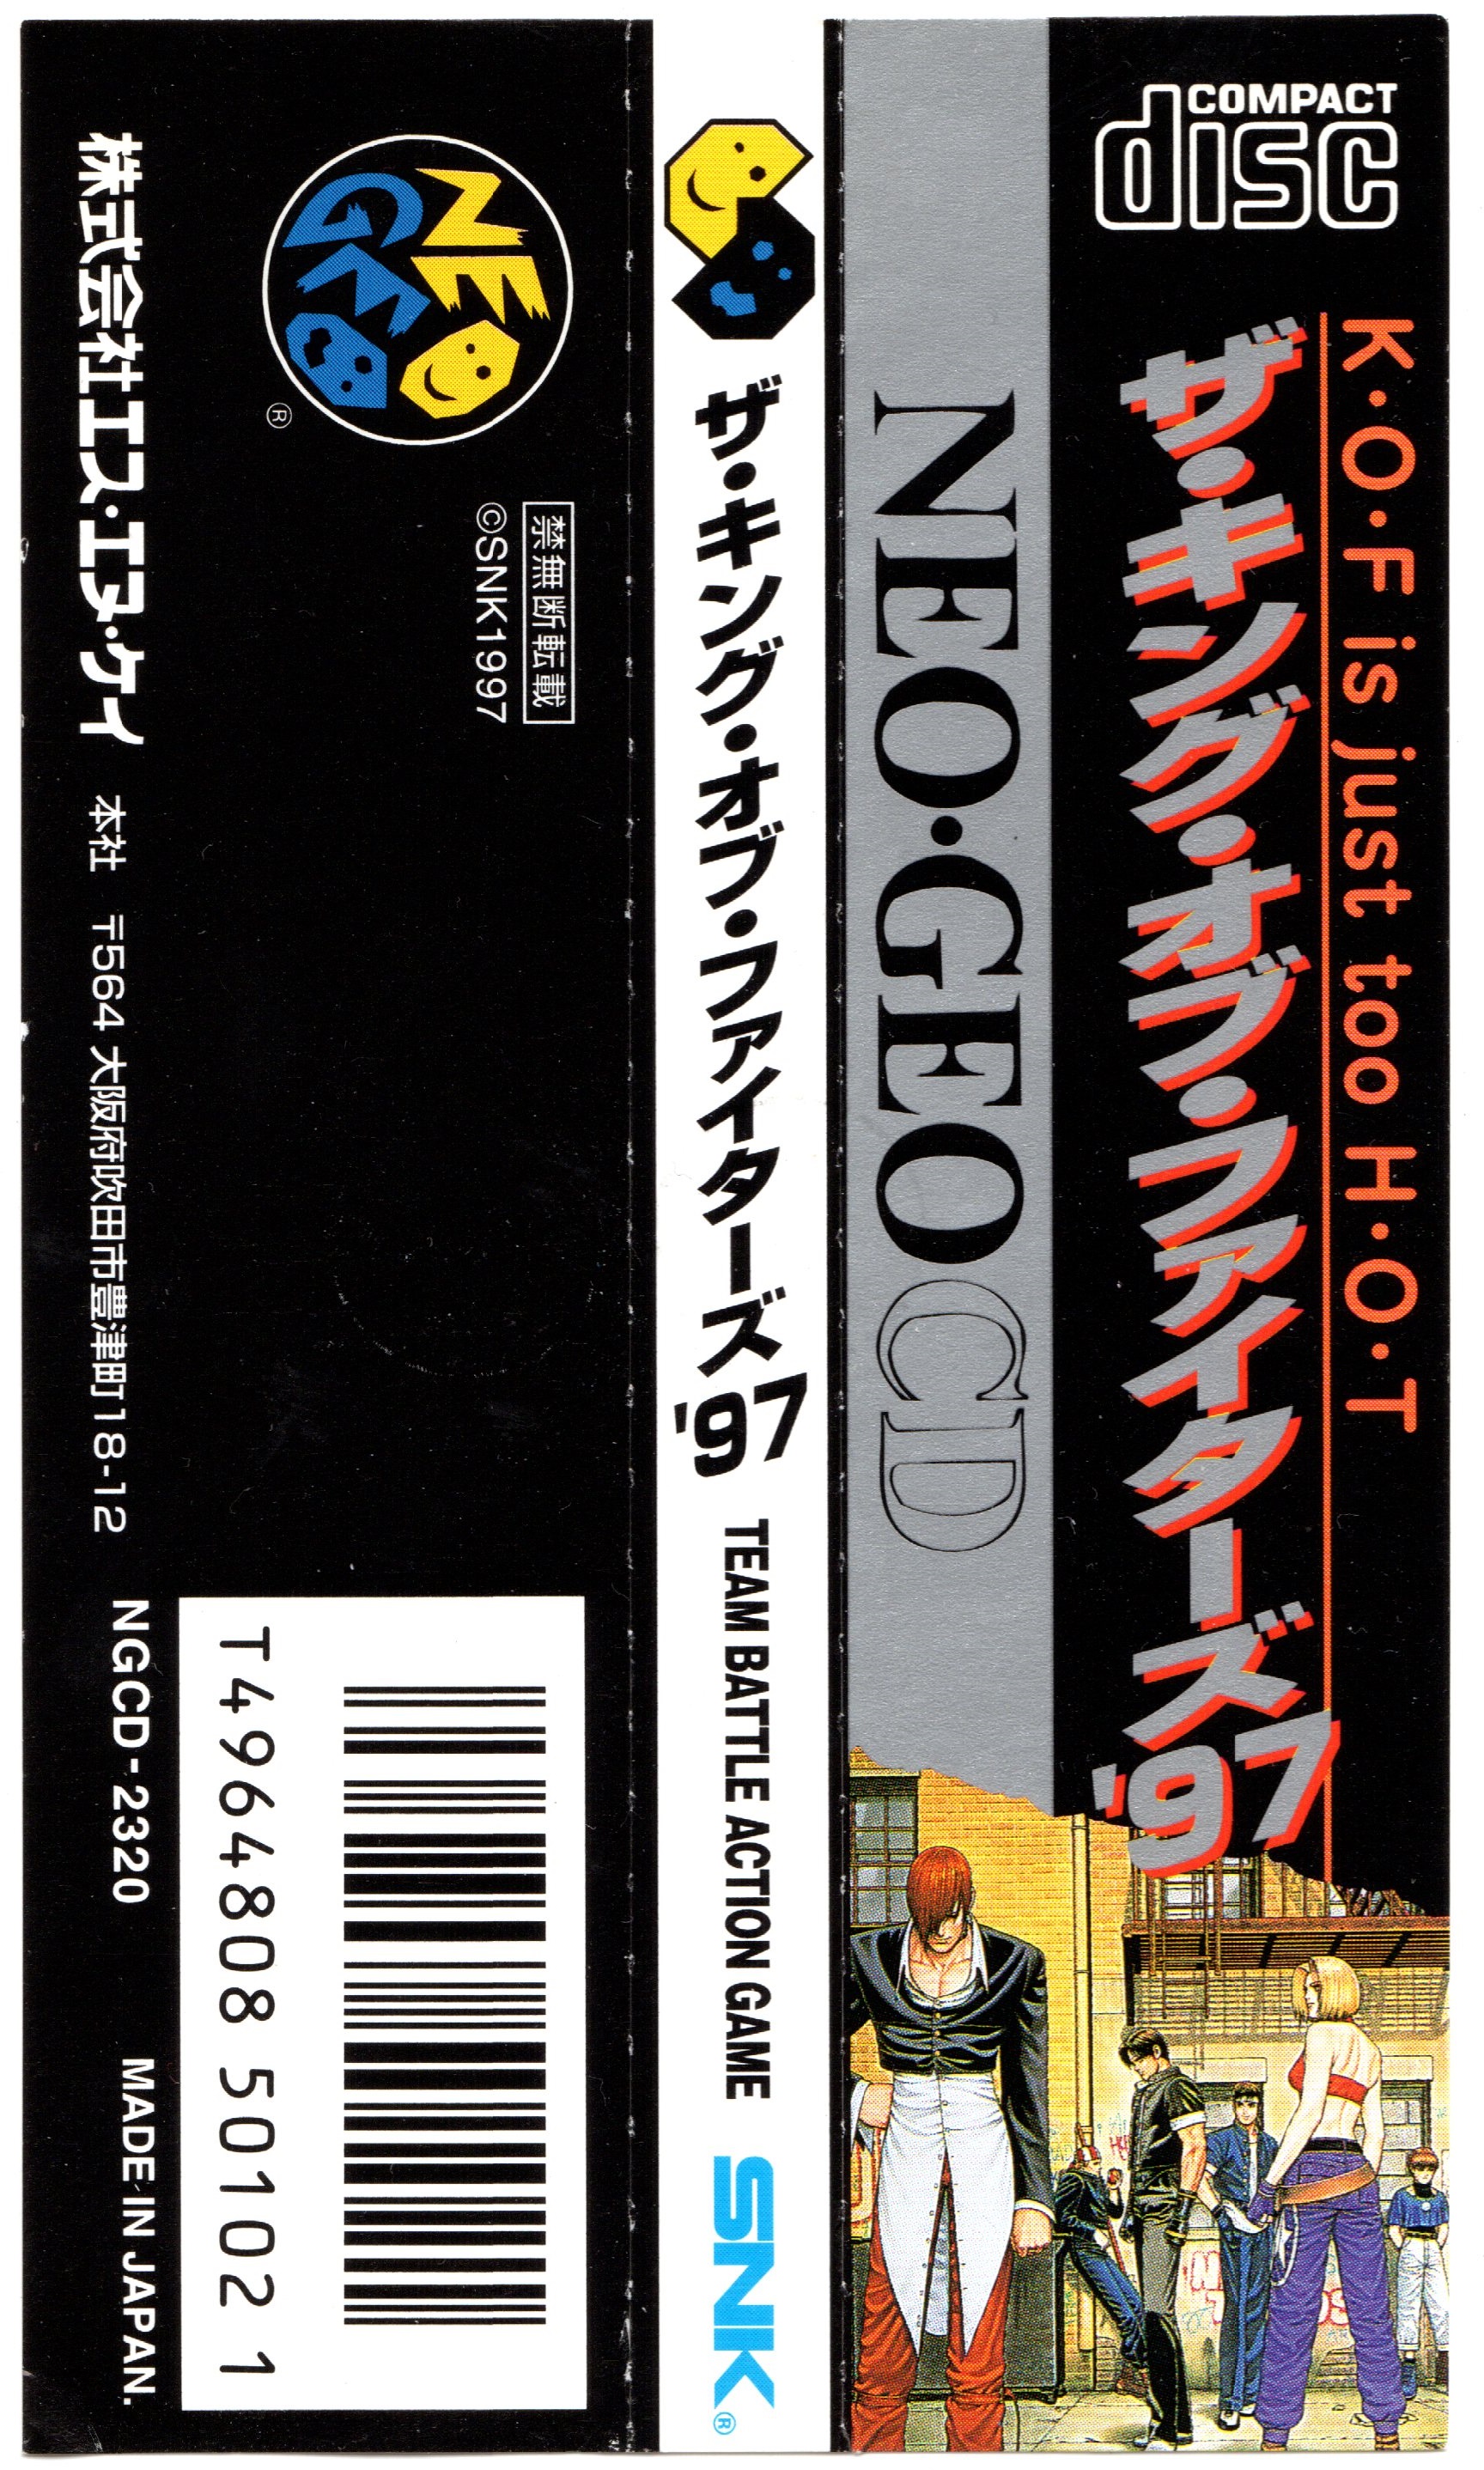 COMPACT
disc
K・O・F is just too H・O・T
ザ・キング・オブ・ファイターズ
'97
NEO・GEO CD
ザ・キング・オブ・ファイターズ
'97
TEAM BATTLE ACTION GAME
SNK®
NEO
GEO
®
禁無断転載
©SNK1997
株式会社エス・エヌ・ケイ 本社 〒564 大阪府吹田市豊津町18-12
T4964808 50102 1
NGCD-2320
MADE IN JAPAN.